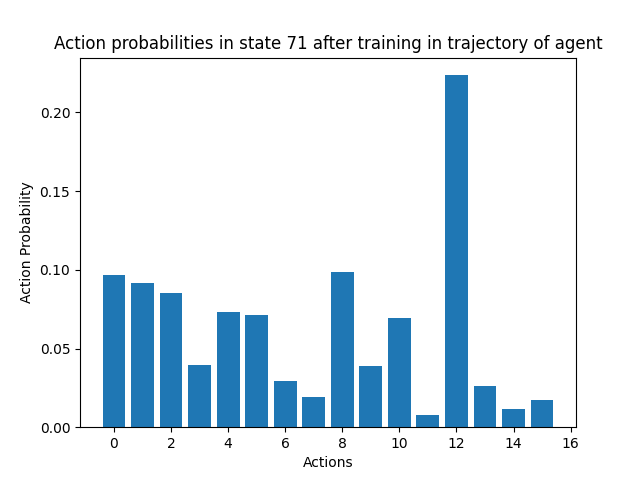 Action probabilities in state 71 after training in trajectory of agent
0.20
0.15
0.10
0.05
0.00
Action Probability
0 2 4 6 8 10 12 14 16
Actions